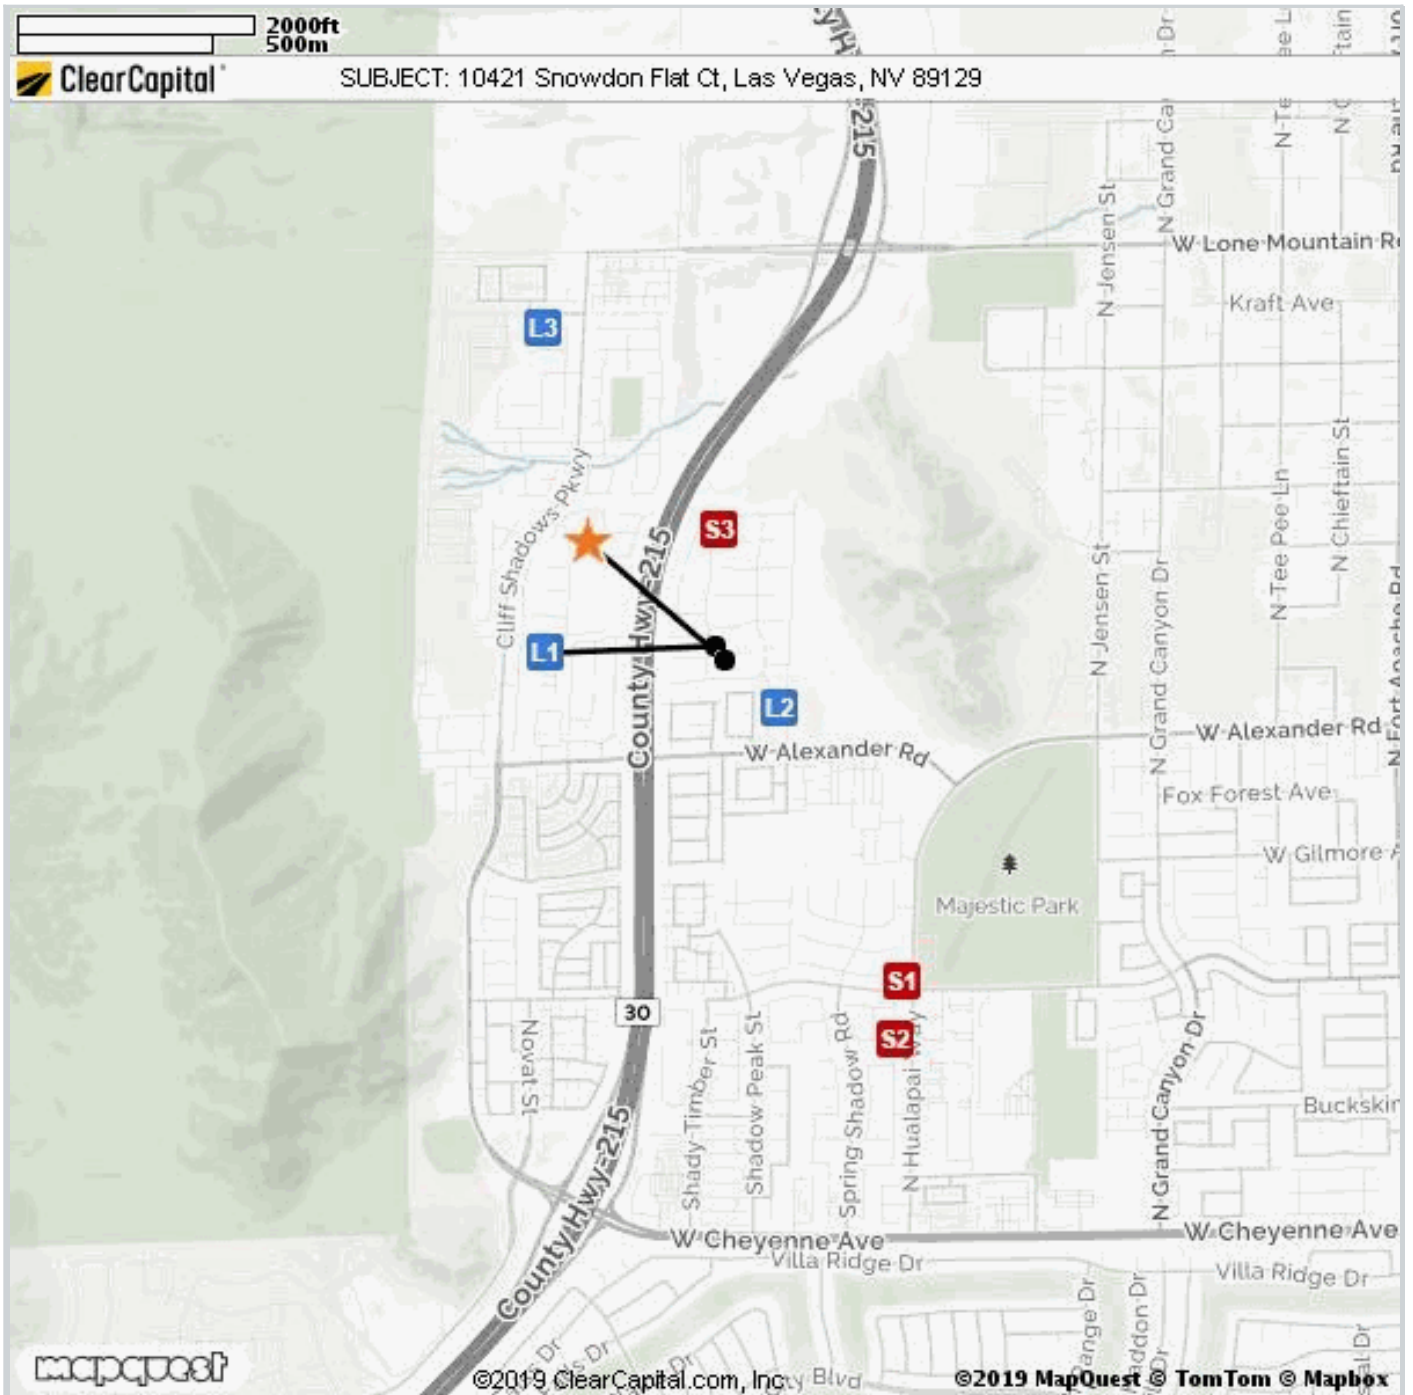 2000ft
500m
ClearCapital
SUBJECT: 10421 Snowdon Flat Ct, Las Vegas, NV 89129
215
N Jensen St
W Lone Mountain
Kraft Ave
L3
Cliff Shadows Pkwy
S3
County Hwy 215
N Tee Pee Ln
N Chieftain St
N Jensen St
N Grand Canyon Dr
N Fort Apache Rd
L1
L2
W Alexander Rd
W Alexander Rd
Fox Forest Ave
W Gilmore
Majestic Park
S1
30
S2
Novat St
Shady Timber St
Shadow Peak St
Spring Shadow Rd
N Hualapai Way
N Grand Canyon Dr
County Hwy 215
W Cheyenne Ave
W Cheyenne Ave
Villa Ridge Dr
Villa Ridge Dr
mapquest
©2019 ClearCapital.com, Inc
Blvd
©2019 MapQuest © TomTom © Mapbox